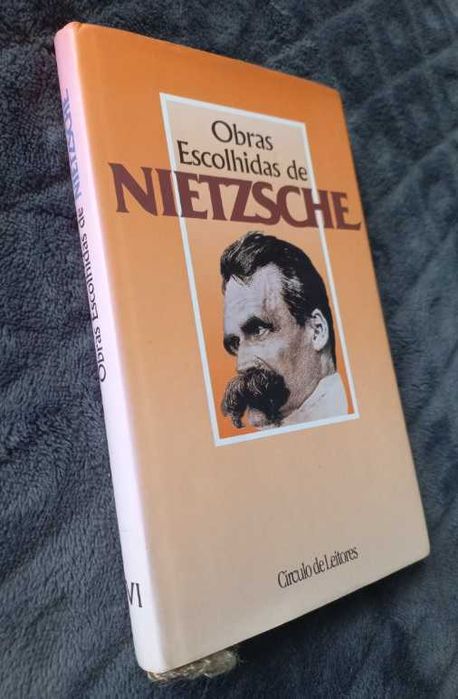 Obras
Escolhidas de
NIETZSCHE
Círculo de Leitores
Obras Escolhidas de NIETZSCHE
VI